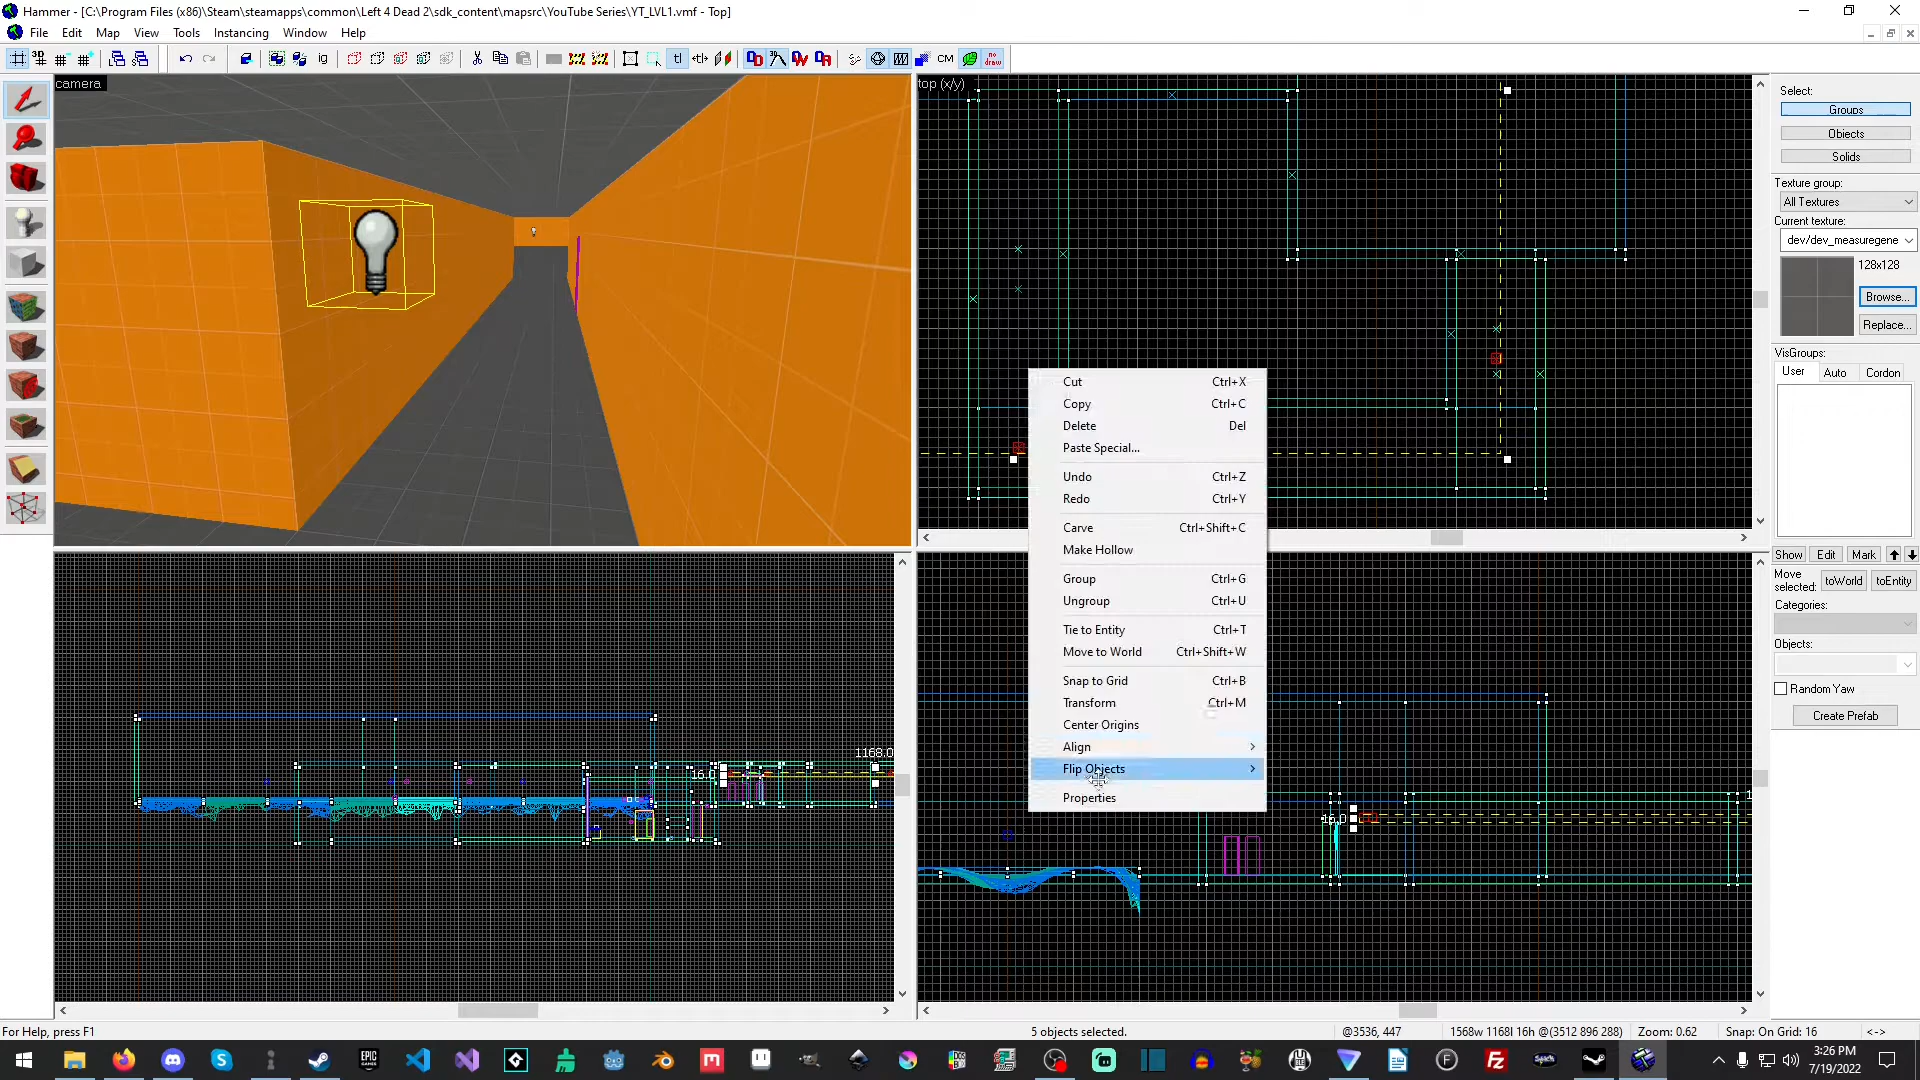 Hammer - [C:\Program Files (x86)\Steam\steamapps\common\Left 4 Dead 2\sdk_content\mapsrc\YouTube Series\YT_LVL1.vmf - Top]
File Edit Map View Tools Instancing Window Help
camera
top (x/y)
Select:
Groups
Objects
Solids
Texture group:
All Textures
Current texture:
dev/dev_measuregene
128x128
Browse...
Replace...
VisGroups:
User Auto Cordon
Show Edit Mark
Move selected: toWorld toEntity
Categories:
Objects:
Random Yaw
Create Prefab
Cut Ctrl+X
Copy Ctrl+C
Delete Del
Paste Special...
Undo Ctrl+Z
Redo Ctrl+Y
Carve Ctrl+Shift+C
Make Hollow
Group Ctrl+G
Ungroup Ctrl+U
Tie to Entity Ctrl+T
Move to World Ctrl+Shift+W
Snap to Grid Ctrl+B
Transform Ctrl+M
Center Origins
Align
Flip Objects
Properties
1168.0
16.0
16.0
For Help, press F1
5 objects selected.
@3536, 447
1568w 1168l 16h @(3512 896 288)
Zoom: 0.62
Snap: On Grid: 16
<->
3:26 PM
7/19/2022